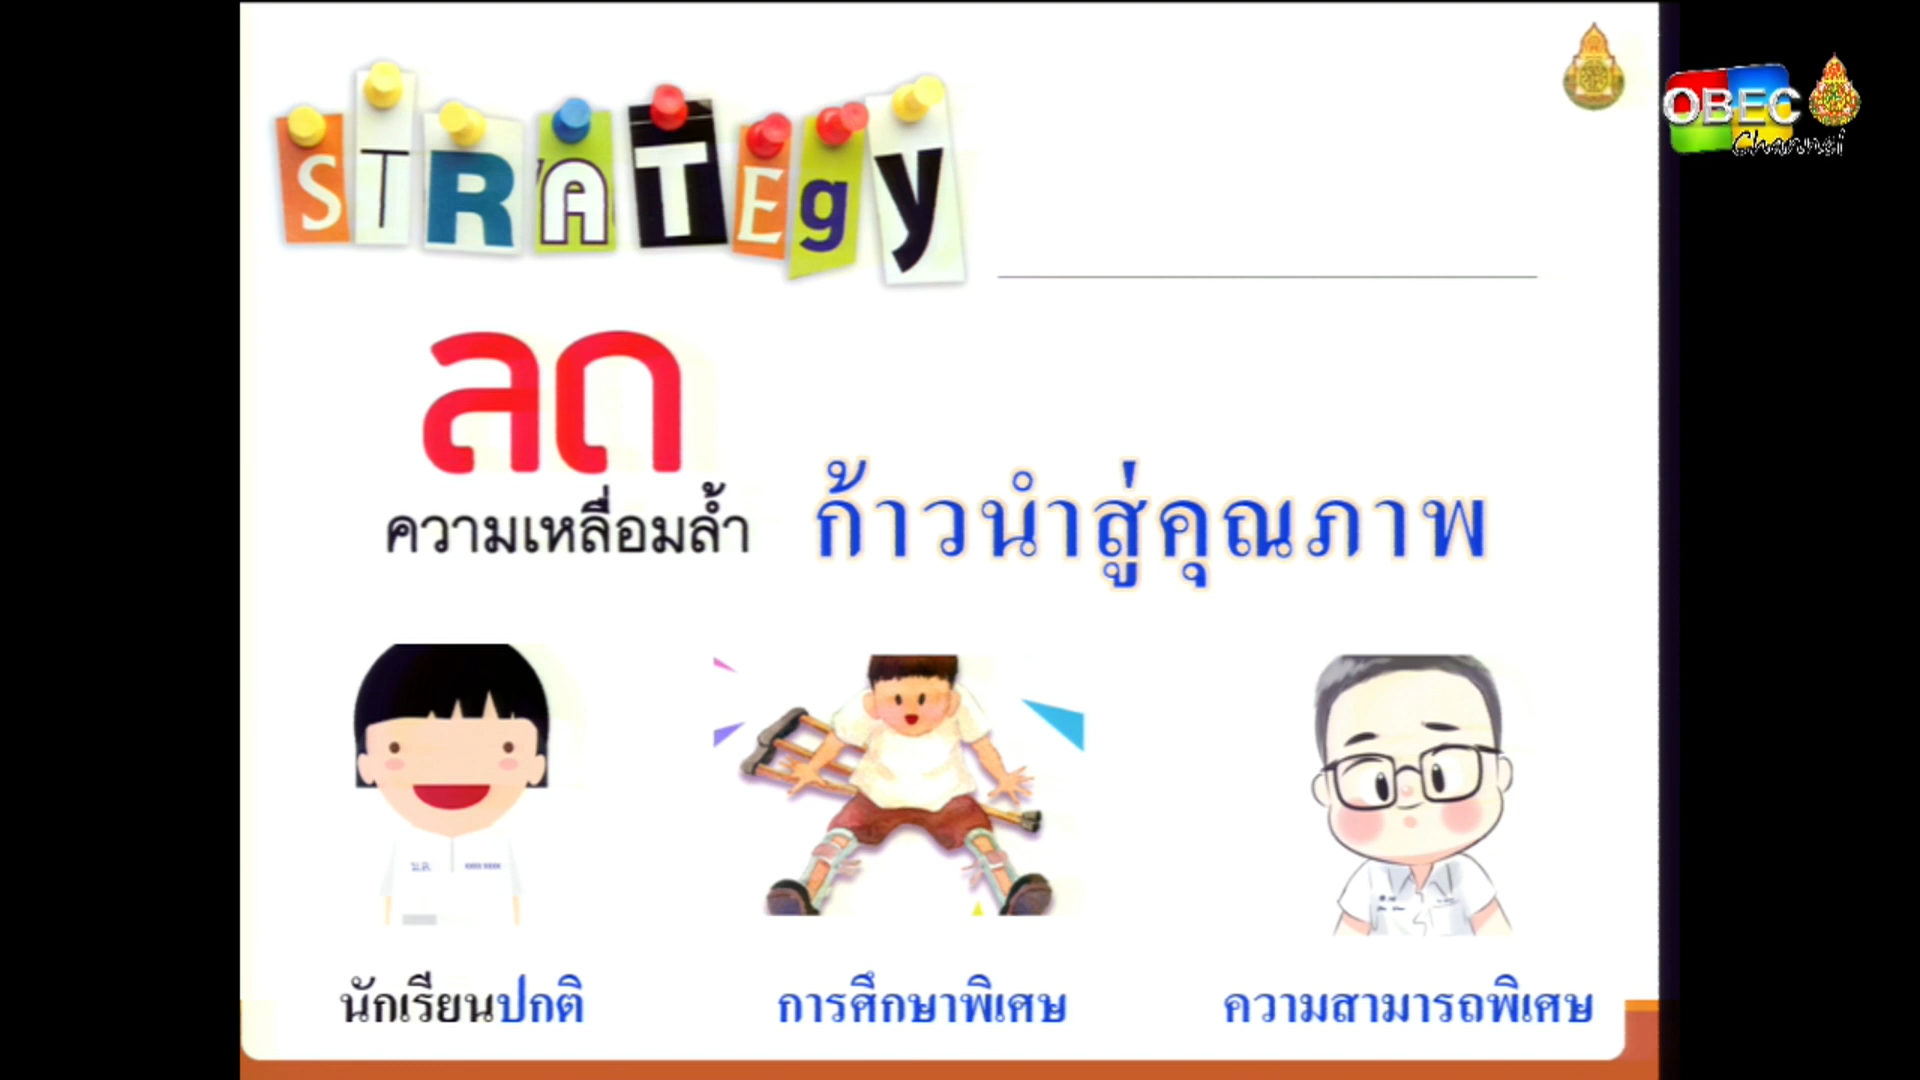 STRATEgy
OBEC
Channel
ลด
ความเหลื่อมล้ำ
ก้าวนำสู่คุณภาพ
นักเรียนปกติ
การศึกษาพิเศษ
ความสามารถพิเศษ